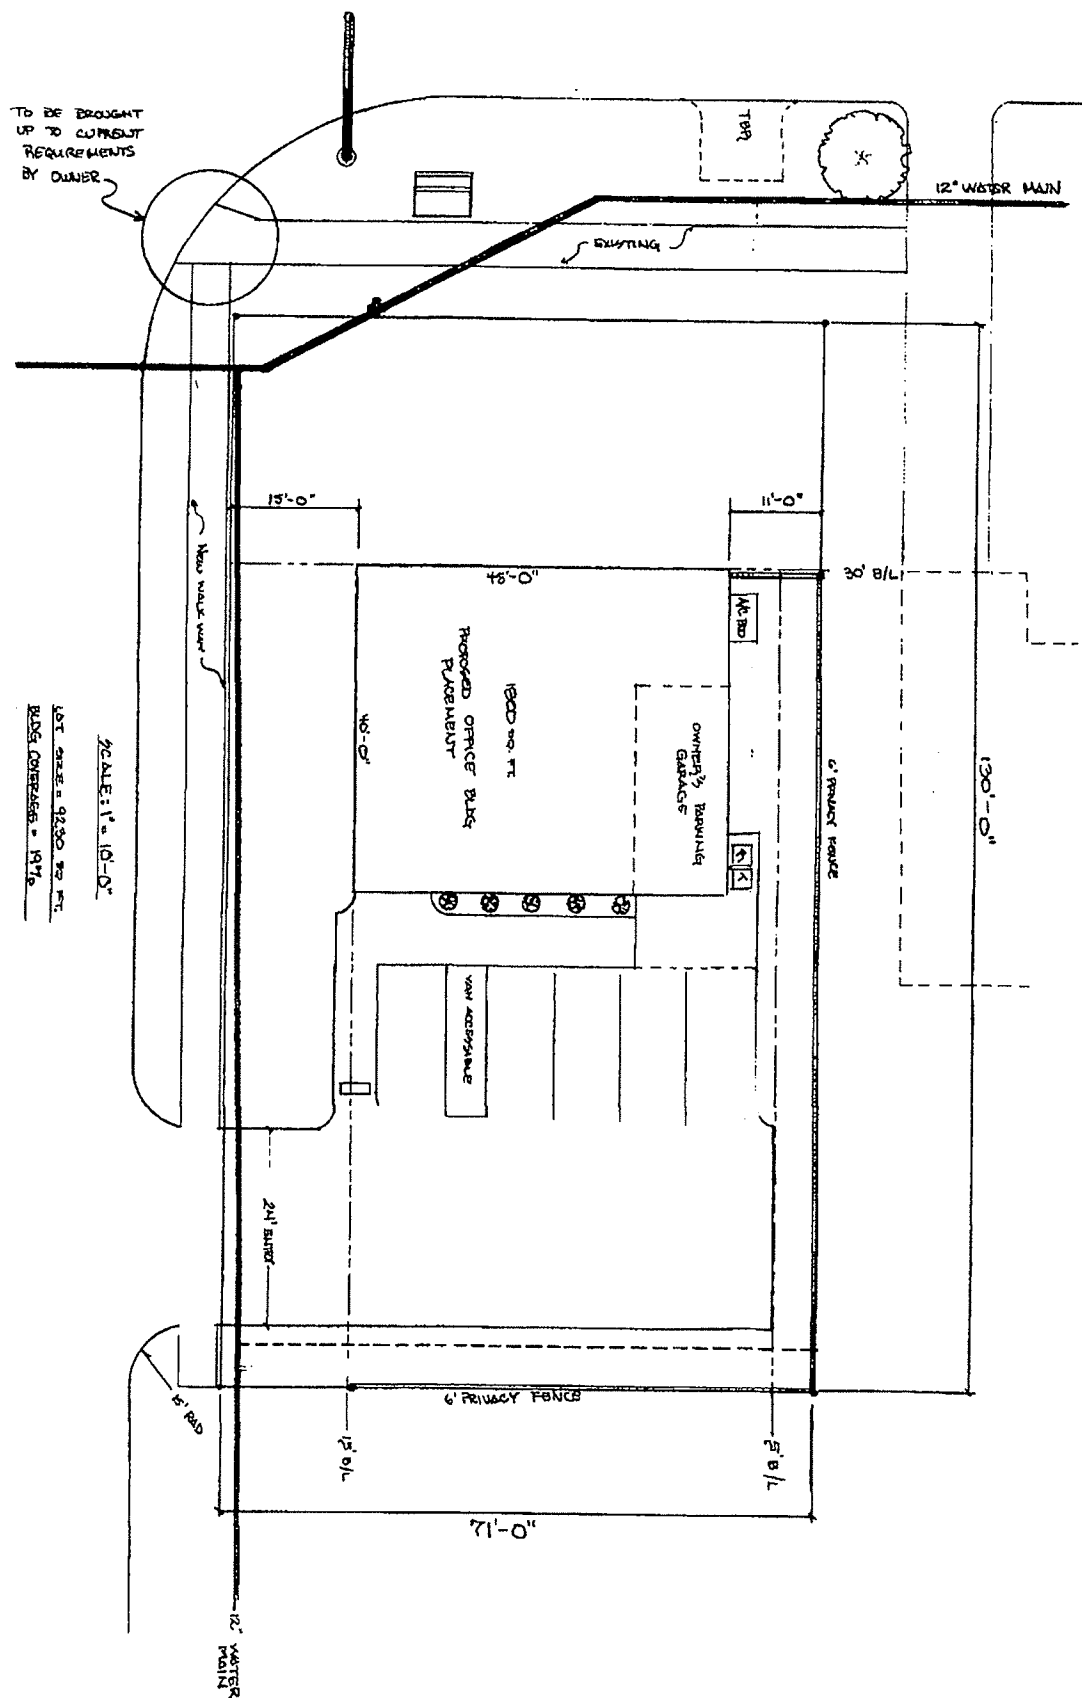 TO BE BROUGHT
UP TO CURRENT
REQUIREMENTS
BY OWNER
TBR
12" WATER MAIN
EXISTING
15'-0"
11'-0"
NEW WALK WAY
45'-0"
30' B/L
A/C PAD
1800 SQ. FT.
PROPOSED OFFICE BLDG
PLACEMENT
40'-0"
OWNER'S PARKING
GARAGE
6' PRIVACY FENCE
130'-0"
SCALE: 1" = 10'-0"
LOT SIZE = 9230 SQ FT.
BLDG COVERAGE = 19%
VAN ACCESSABLE
24' ENTRY
15' RAD
6' PRIVACY FENCE
15' B/L
5' B/L
71'-0"
12" WATER
MAIN